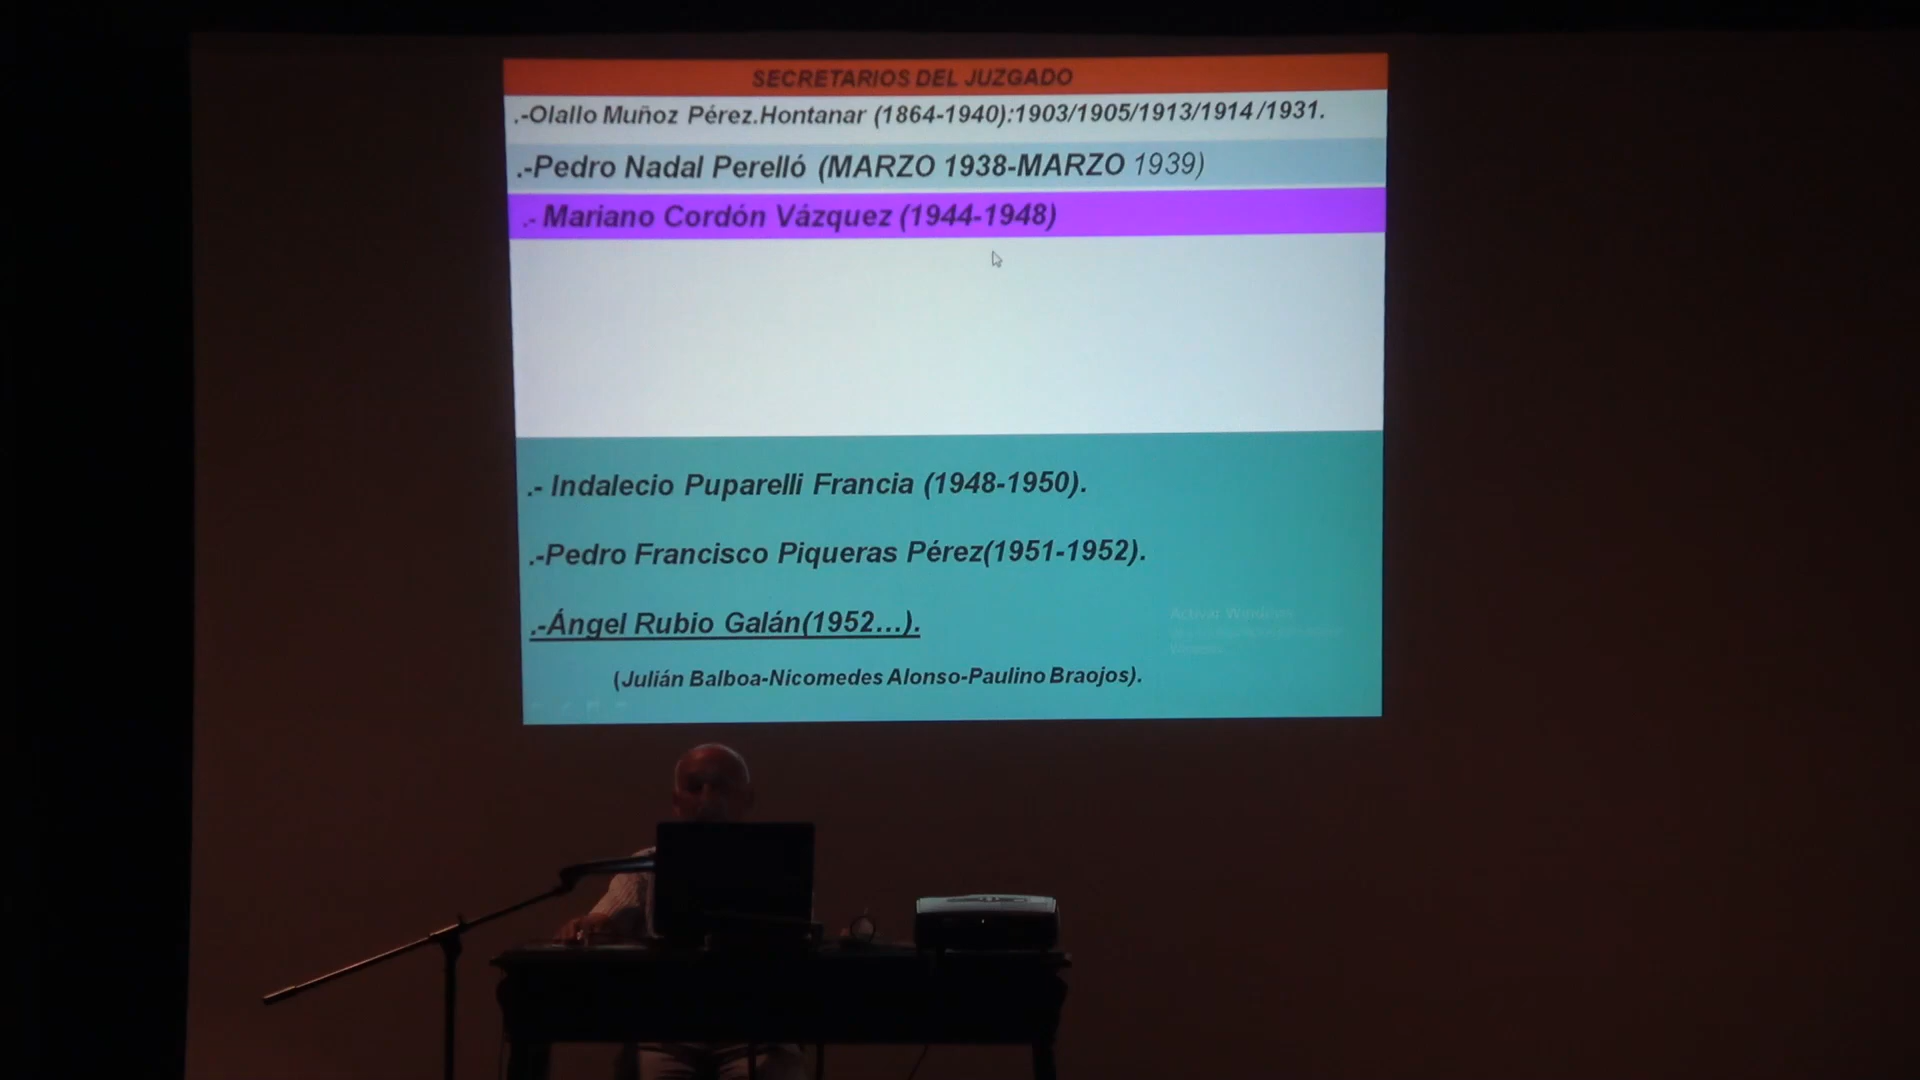 SECRETARIOS DEL JUZGADO
.-Olallo Muñoz Pérez.Hontanar (1864-1940):1903/1905/1913/1914/1931.
.-Pedro Nadal Perelló (MARZO 1938-MARZO 1939)
.- Mariano Cordón Vázquez (1944-1948)
.- Indalecio Puparelli Francia (1948-1950).
.-Pedro Francisco Piqueras Pérez(1951-1952).
.-Ángel Rubio Galán(1952...).
(Julián Balboa-Nicomedes Alonso-Paulino Braojos).
Activar Windows